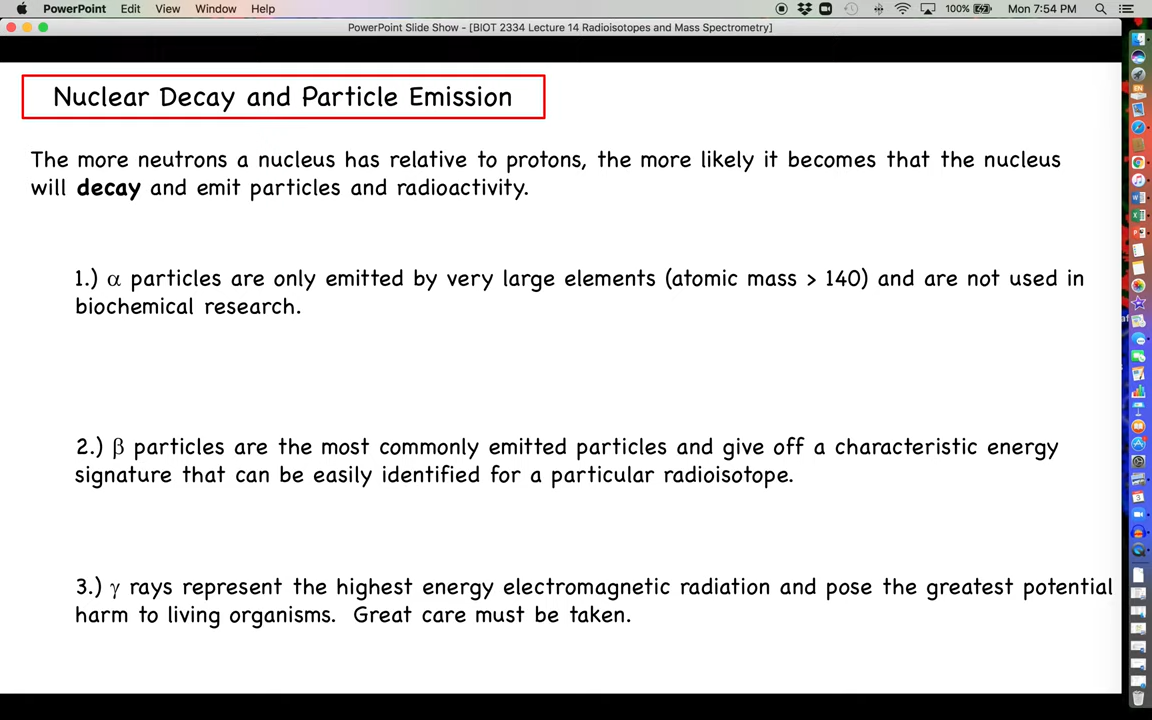 PowerPoint Edit View Window Help 100% Mon 7:54 PM
PowerPoint Slide Show - [BIOT 2334 Lecture 14 Radioisotopes and Mass Spectrometry]
Nuclear Decay and Particle Emission
The more neutrons a nucleus has relative to protons, the more likely it becomes that the nucleus
will decay and emit particles and radioactivity.
1.) α particles are only emitted by very large elements (atomic mass > 140) and are not used in
biochemical research.
2.) β particles are the most commonly emitted particles and give off a characteristic energy
signature that can be easily identified for a particular radioisotope.
3.) γ rays represent the highest energy electromagnetic radiation and pose the greatest potential
harm to living organisms. Great care must be taken.